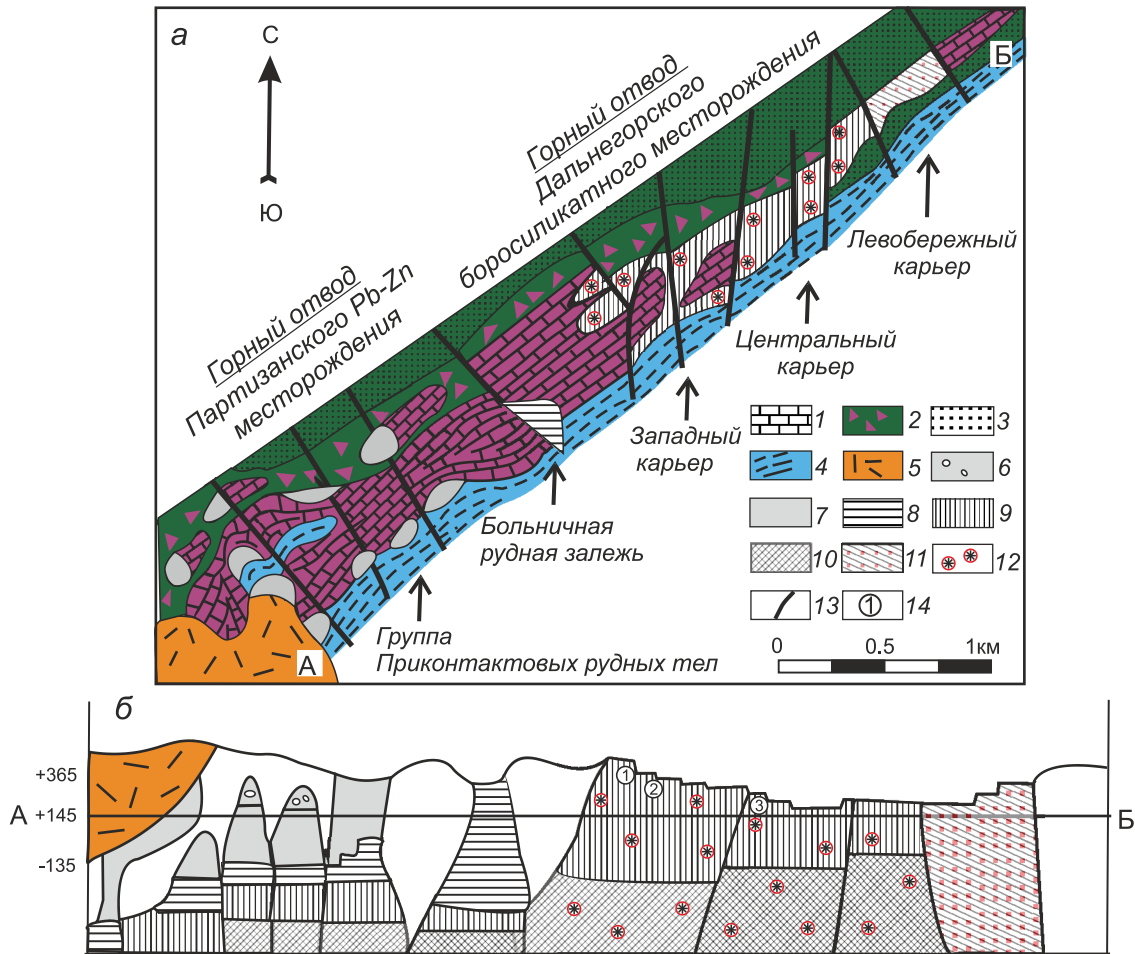 а
С
Ю
Горный отвод
Партизанского Pb-Zn
месторождения
Горный отвод
Дальнегорского
боросиликатного месторождения
Б
Левобережный
карьер
Центральный
карьер
Западный
карьер
Больничная
рудная залежь
Группа
Приконтактовых рудных тел
А
1 2 3
4 5 6
7 8 9
10 11 12
13 1 14
0 0.5 1км
б
+365
А +145 Б
-135
1
2
3